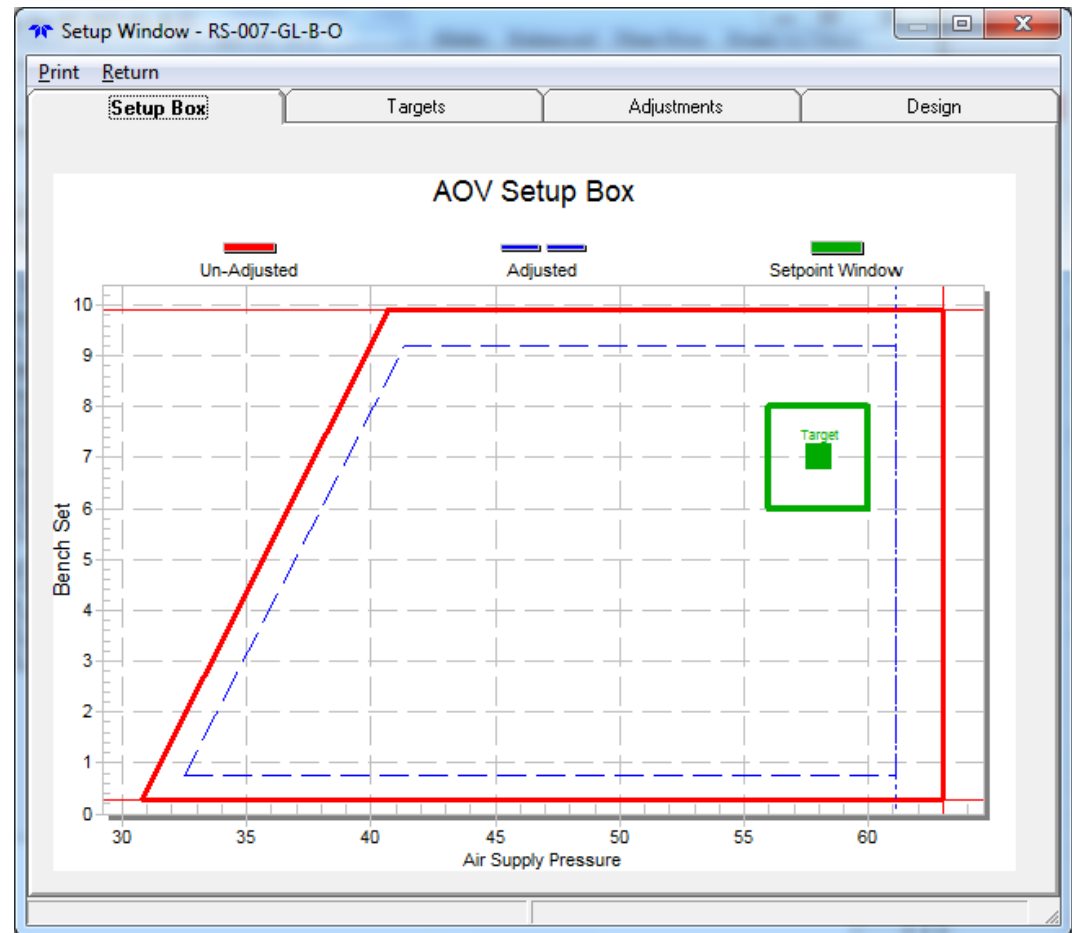 Setup Window - RS-007-GL-B-O
Print Return
Setup Box Targets Adjustments Design
AOV Setup Box
Un-Adjusted Adjusted Setpoint Window
10
9
8
Target
7
6
5
4
3
2
1
0
Bench Set
30 35 40 45 50 55 60
Air Supply Pressure